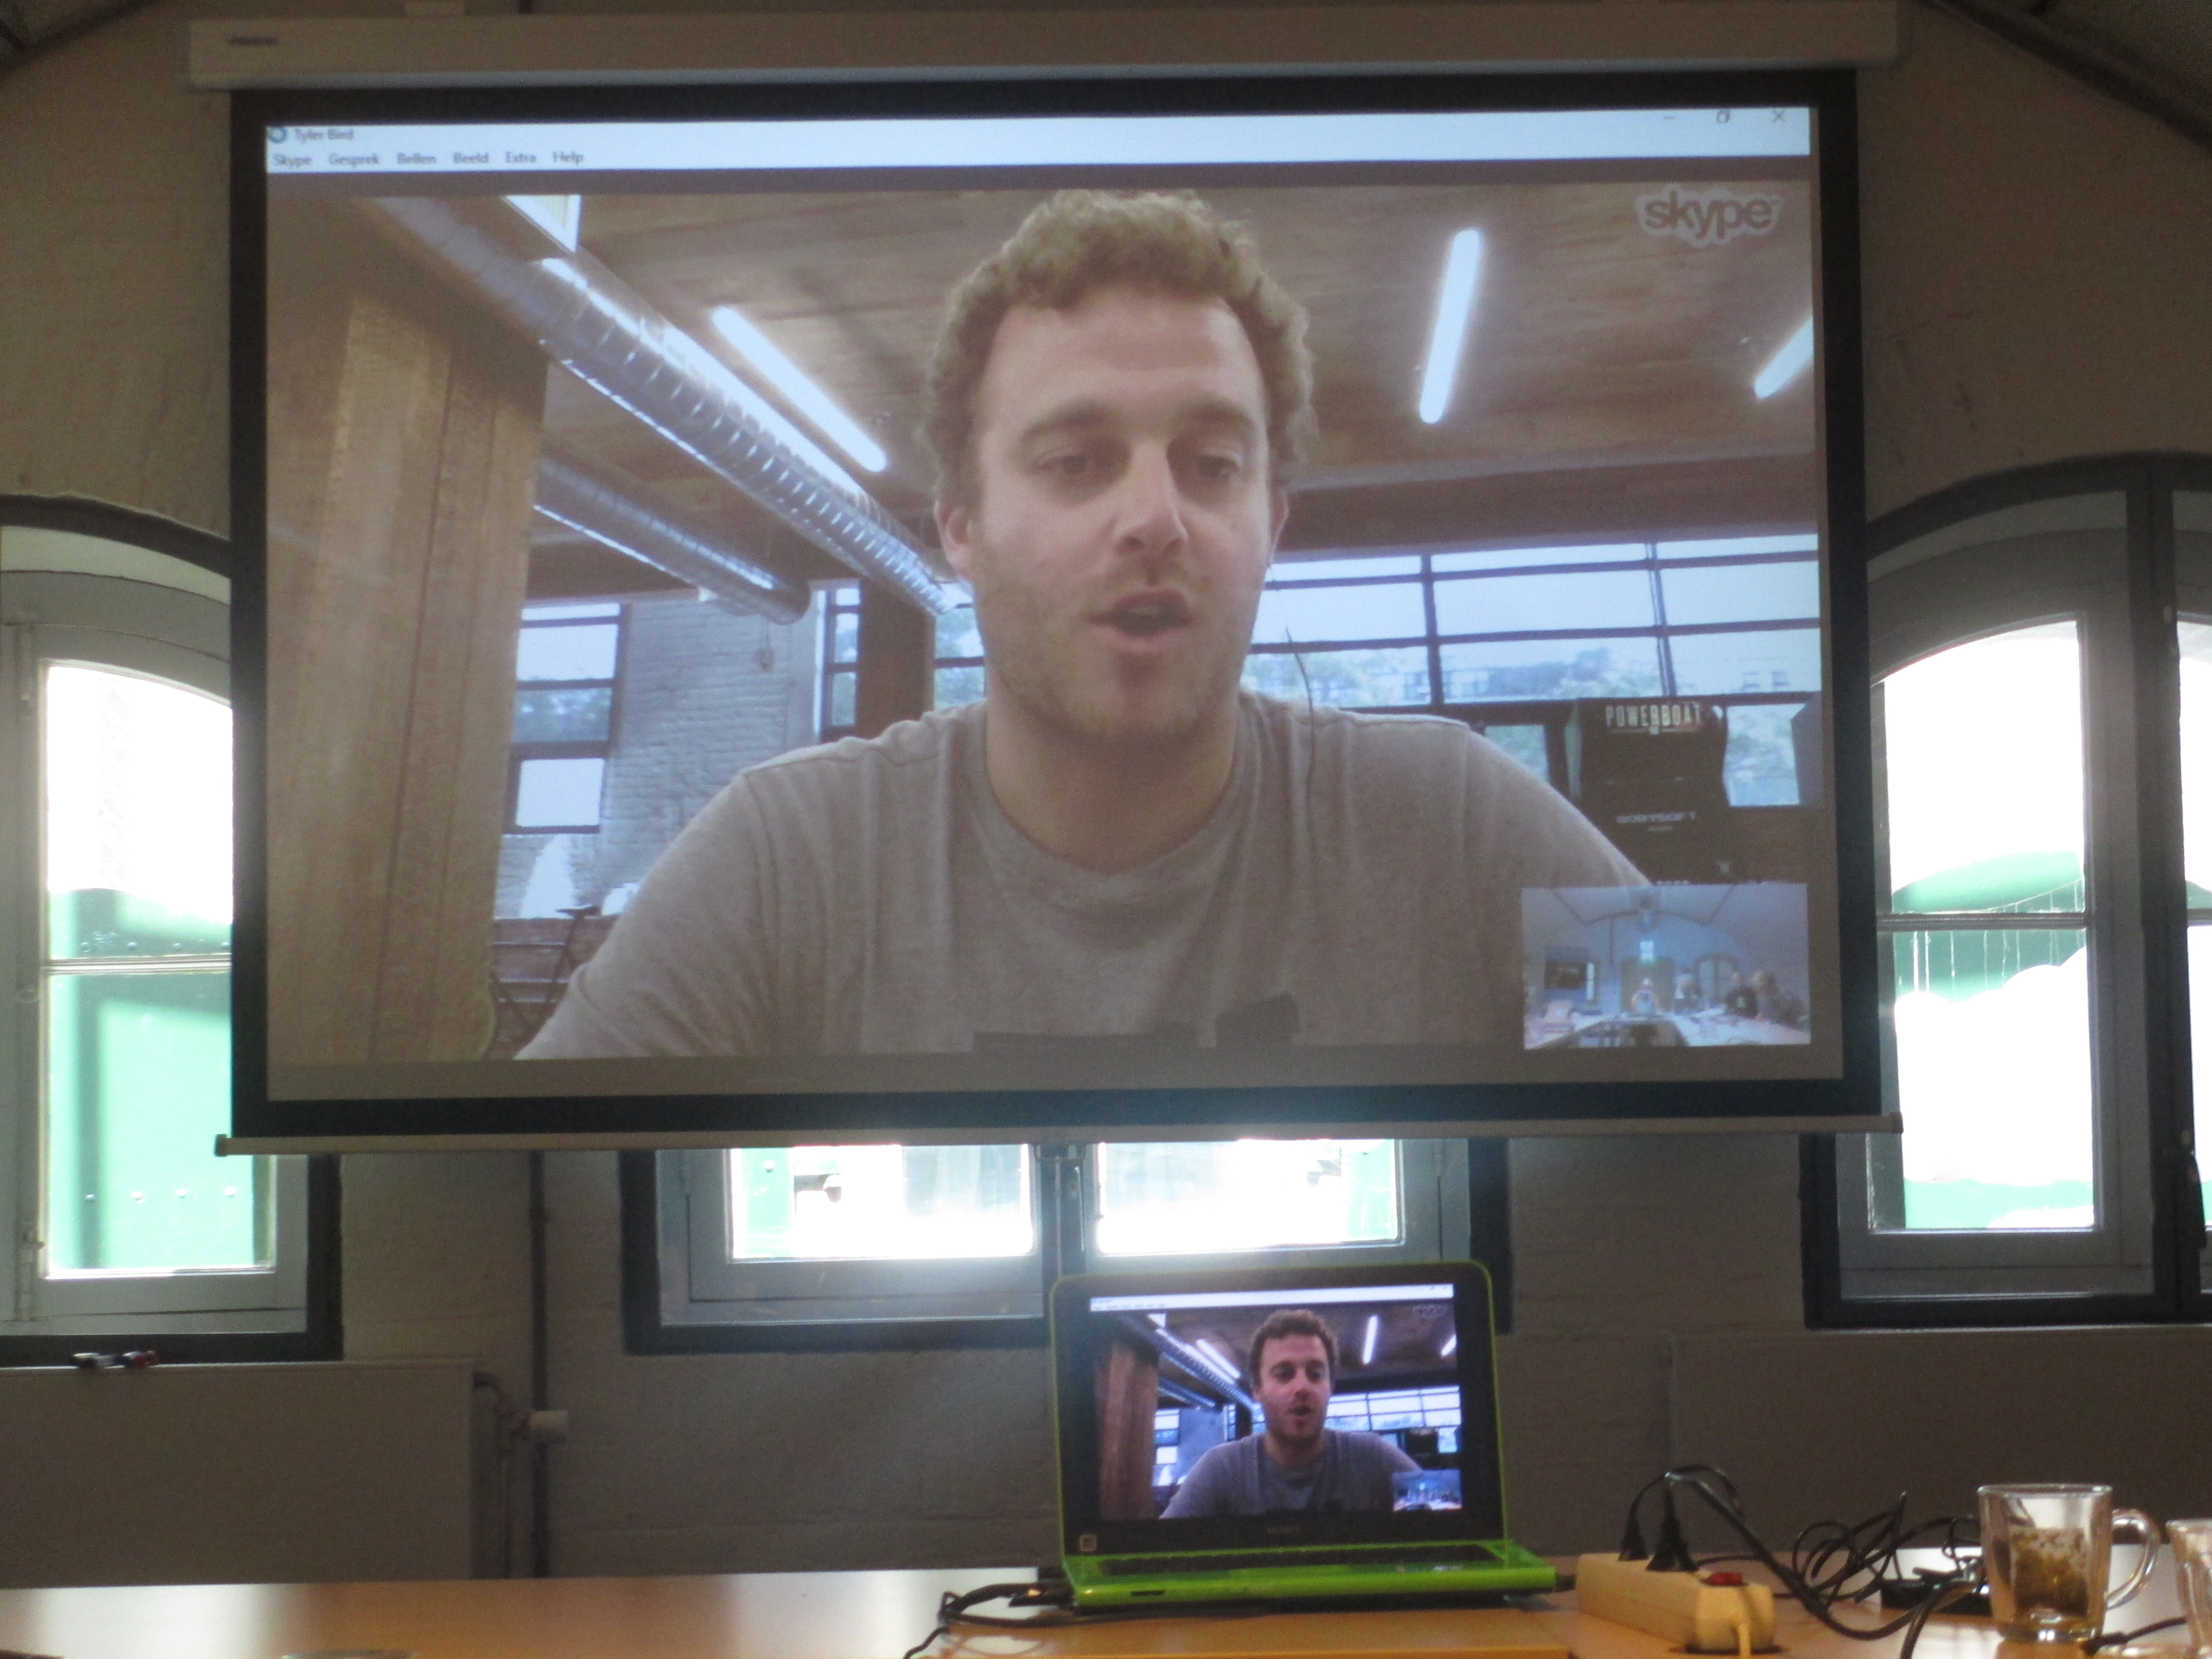 Tyler Bird
Skype Gesprek Bellen Beeld Extra Help
skype
POWERBOAT